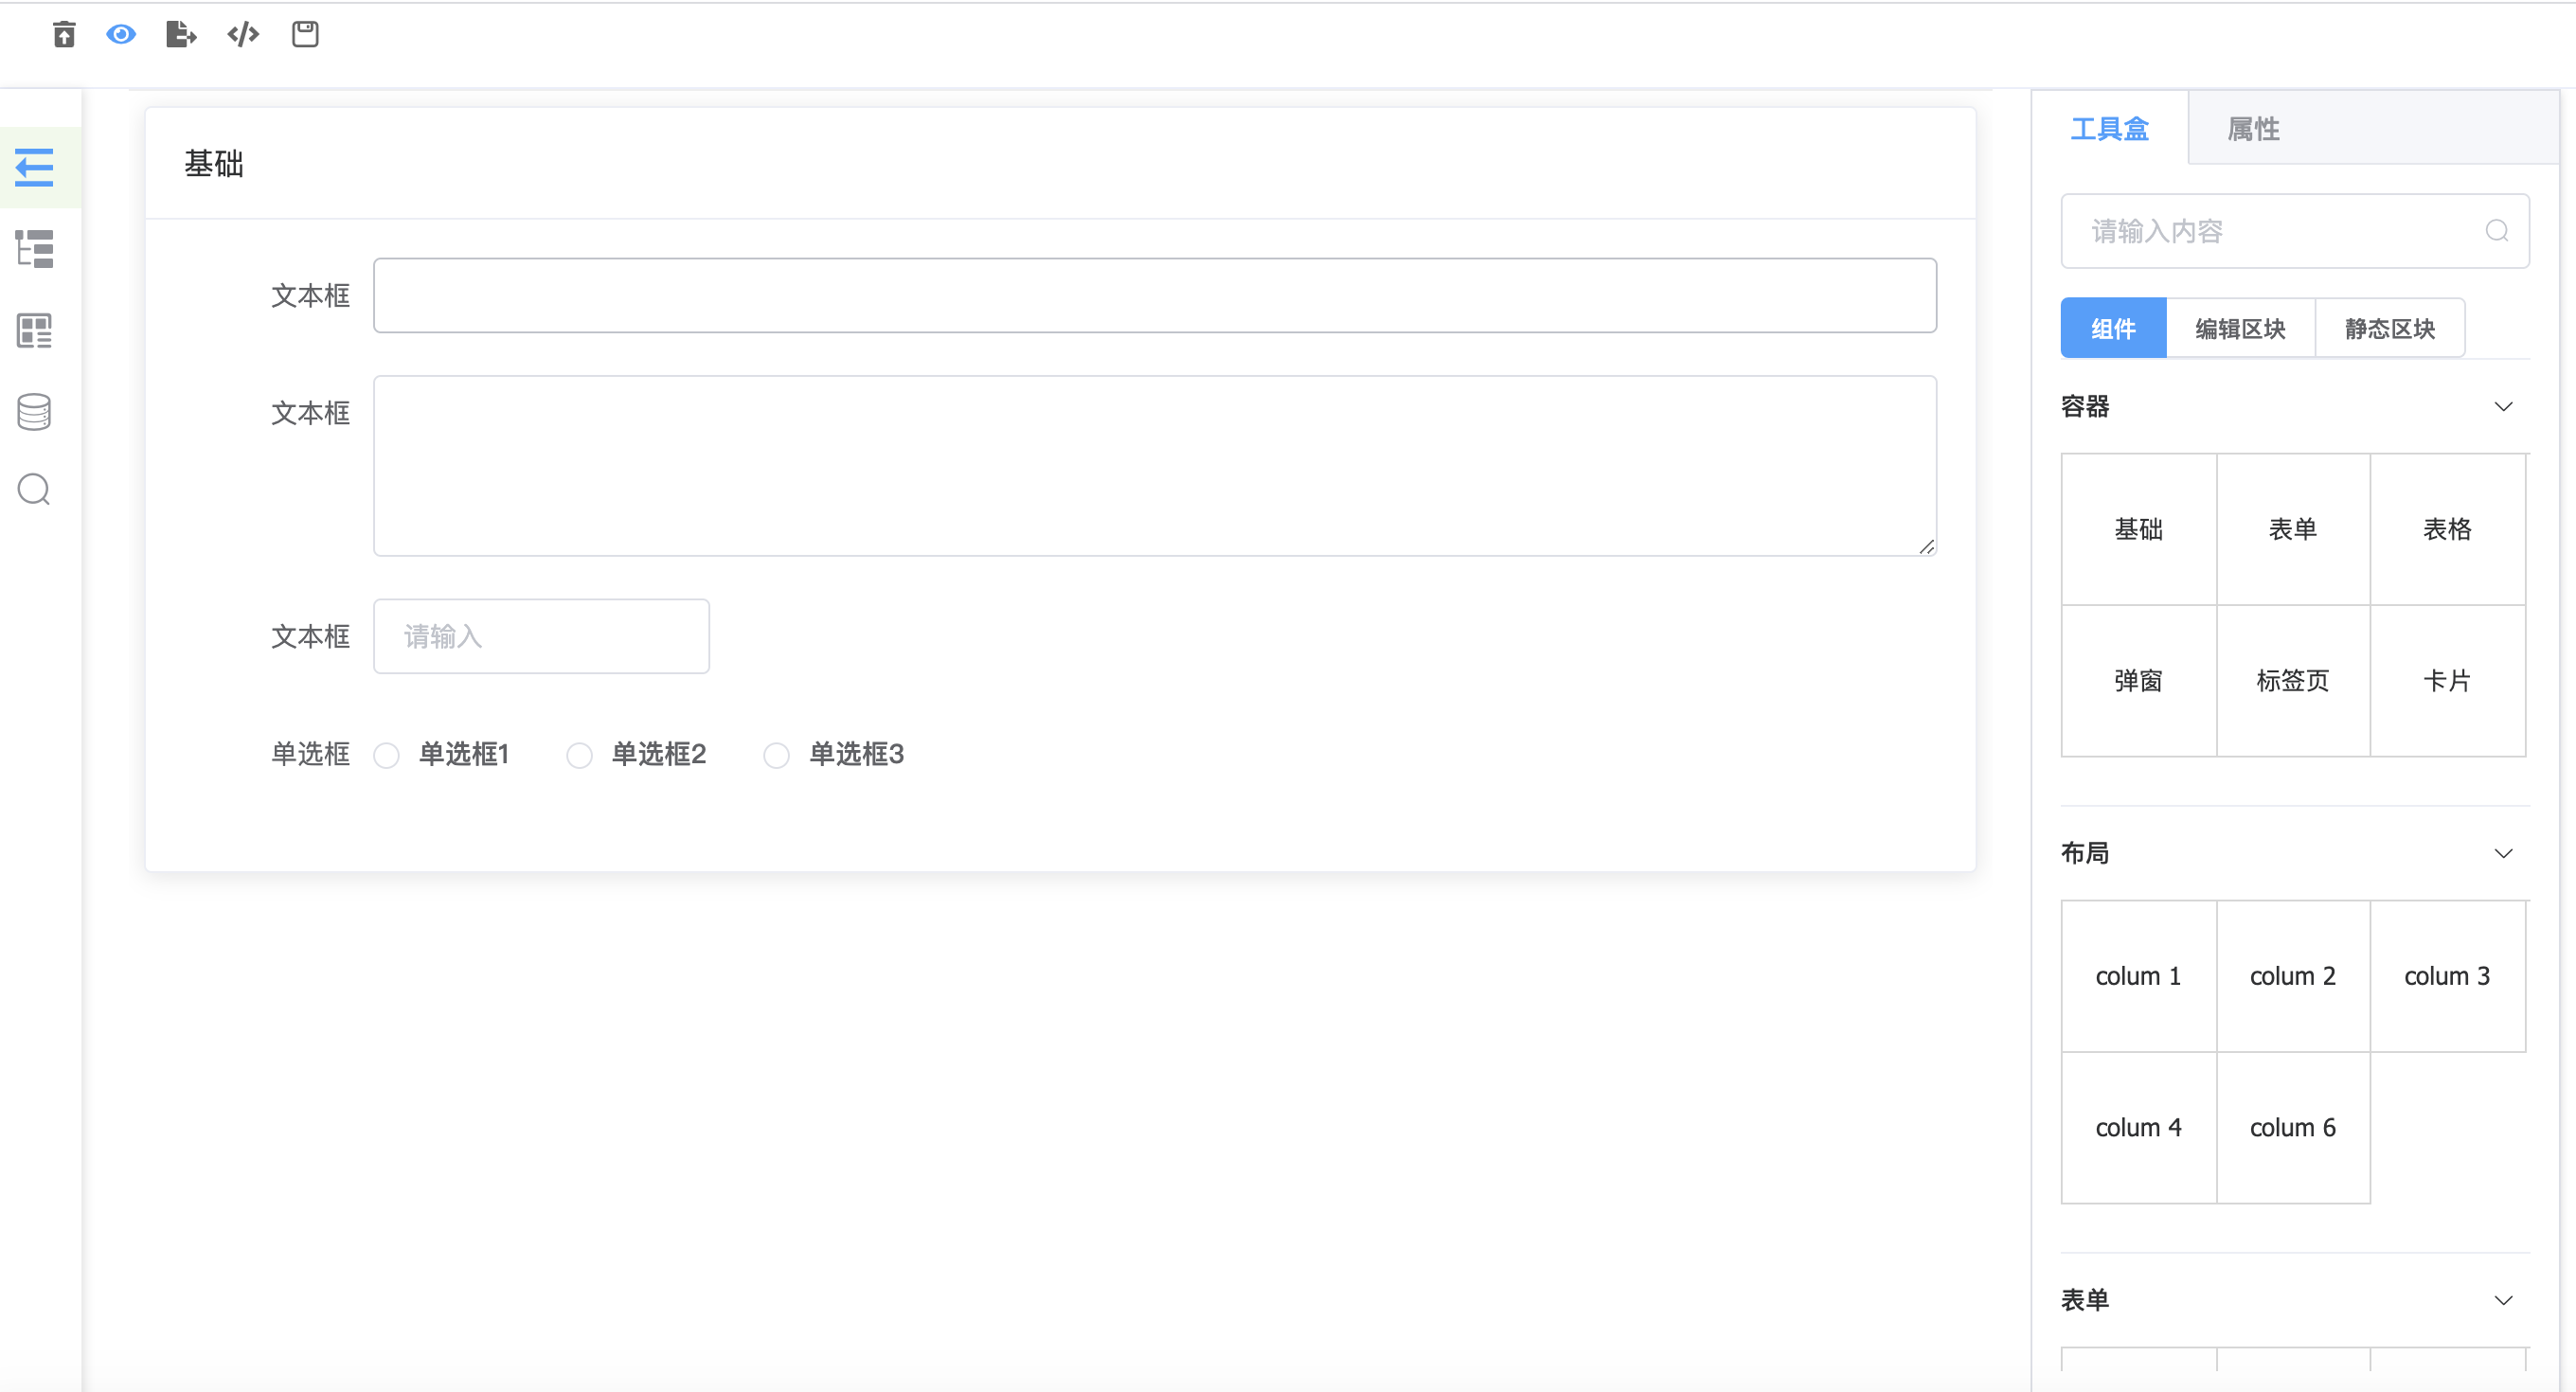 基础
文本框
文本框
文本框 请输入
单选框 单选框1 单选框2 单选框3
工具盒 属性
请输入内容
组件 编辑区块 静态区块
容器
基础 表单 表格
弹窗 标签页 卡片
布局
colum 1 colum 2 colum 3
colum 4 colum 6
表单